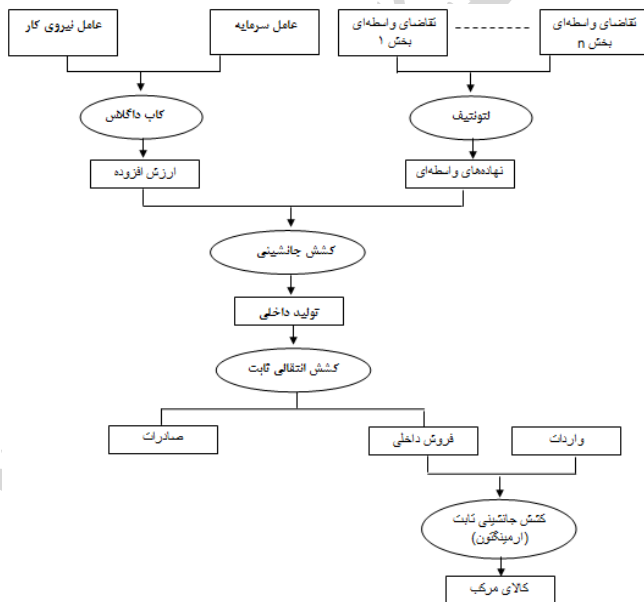 عامل نیروی کار
عامل سرمایه
تقاضای واسطه‌ای
بخش ۱
تقاضای واسطه‌ای
بخش n
کاب داگلاس
لئونتیف
ارزش افزوده
نهاده‌های واسطه‌ای
کشش جانشینی
تولید داخلی
کشش انتقالی ثابت
صادرات
فروش داخلی
واردات
کشش جانشینی ثابت
(ارمینگتون)
کالای مرکب